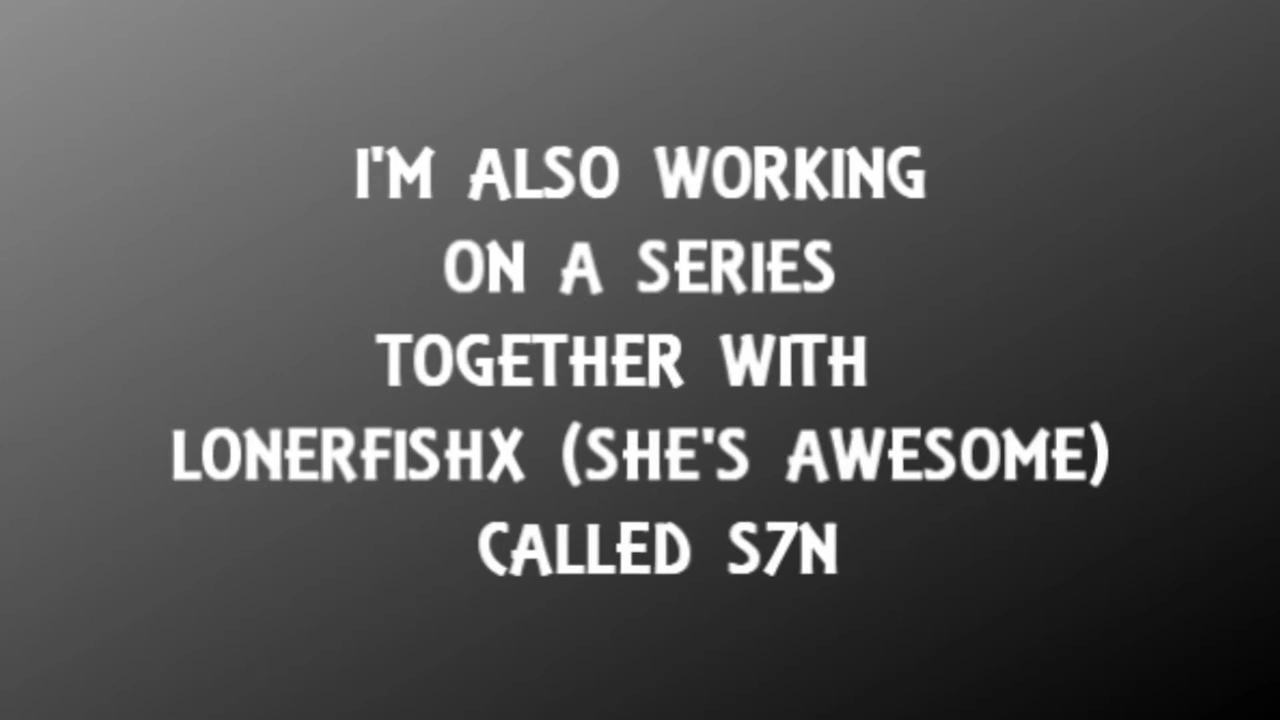 I'M ALSO WORKING
ON A SERIES
TOGETHER WITH
LONERFISHX (SHE'S AWESOME)
CALLED S7N